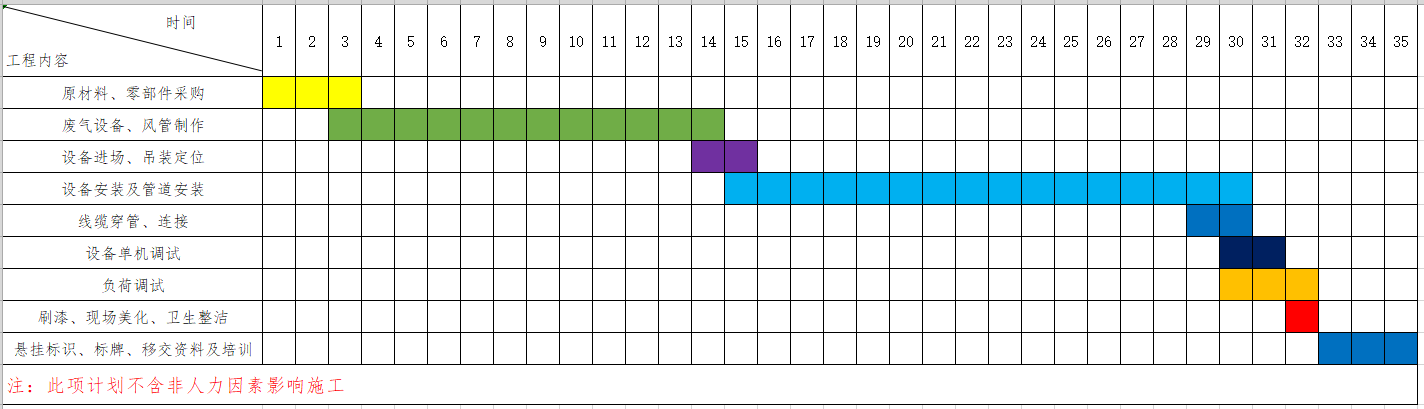 时间
工程内容
1 2 3 4 5 6 7 8 9 10 11 12 13 14 15 16 17 18 19 20 21 22 23 24 25 26 27 28 29 30 31 32 33 34 35
原材料、零部件采购
废气设备、风管制作
设备进场、吊装定位
设备安装及管道安装
线缆穿管、连接
设备单机调试
负荷调试
刷漆、现场美化、卫生整洁
悬挂标识、标牌、移交资料及培训
注：此项计划不含非人力因素影响施工